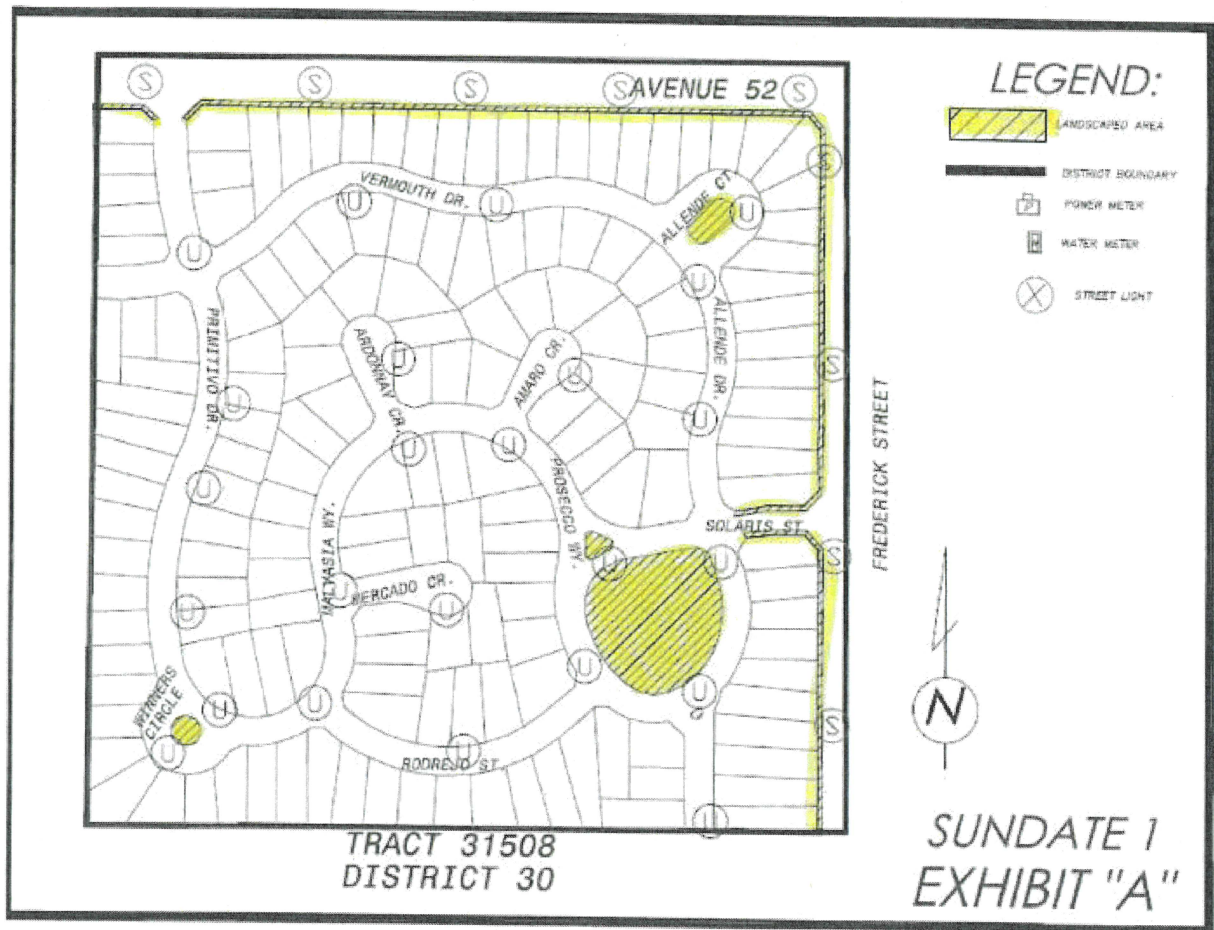 LEGEND:
LANDSCAPED AREA
DISTRICT BOUNDARY
P
POWER METER
M
WATER METER
X
STREET LIGHT
S
S
S
S
S
AVENUE 52
S
VERMOUTH DR.
U
U
ALLENDE CT
U
U
U
ALLENDE DR.
PRIMITIVO DR.
ARDONNAY CR.
U
AMARO CR.
U
S
U
U
U
U
FREDERICK STREET
U
MALVASIA WY.
PROSECCO WY.
SOLARIS ST.
U
U
S
U
MERCADO CR.
U
U
U
WINNERS
CIRCLE
U
U
U
U
S
RODREJO ST.
U
U
N
TRACT 31508
DISTRICT 30
SUNDATE 1
EXHIBIT "A"